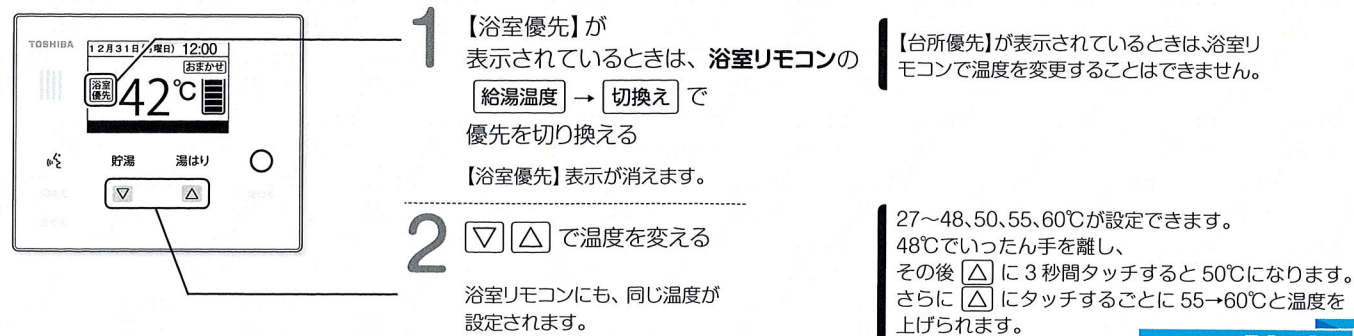 TOSHIBA
12月31日(曜日) 12:00
おまかせ
浴室
優先
42℃
貯湯 湯はり
▽ △
1
【浴室優先】が
表示されているときは、浴室リモコンの
給湯温度 → 切換え で
優先を切り換える
【浴室優先】表示が消えます。
【台所優先】が表示されているときは、浴室リ
モコンで温度を変更することはできません。
2
▽ △ で温度を変える
浴室リモコンにも、同じ温度が
設定されます。
27～48、50、55、60℃が設定できます。
48℃でいったん手を離し、
その後 △ に3秒間タッチすると50℃になります。
さらに △ にタッチするごとに55→60℃と温度を
上げられます。